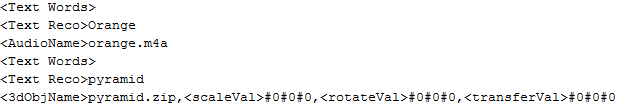 <Text Words>
<Text Reco>Orange
<AudioName>orange.m4a
<Text Words>
<Text Reco>pyramid
<3dObjName>pyramid.zip,<scaleVal>#0#0#0,<rotateVal>#0#0#0,<transferVal>#0#0#0